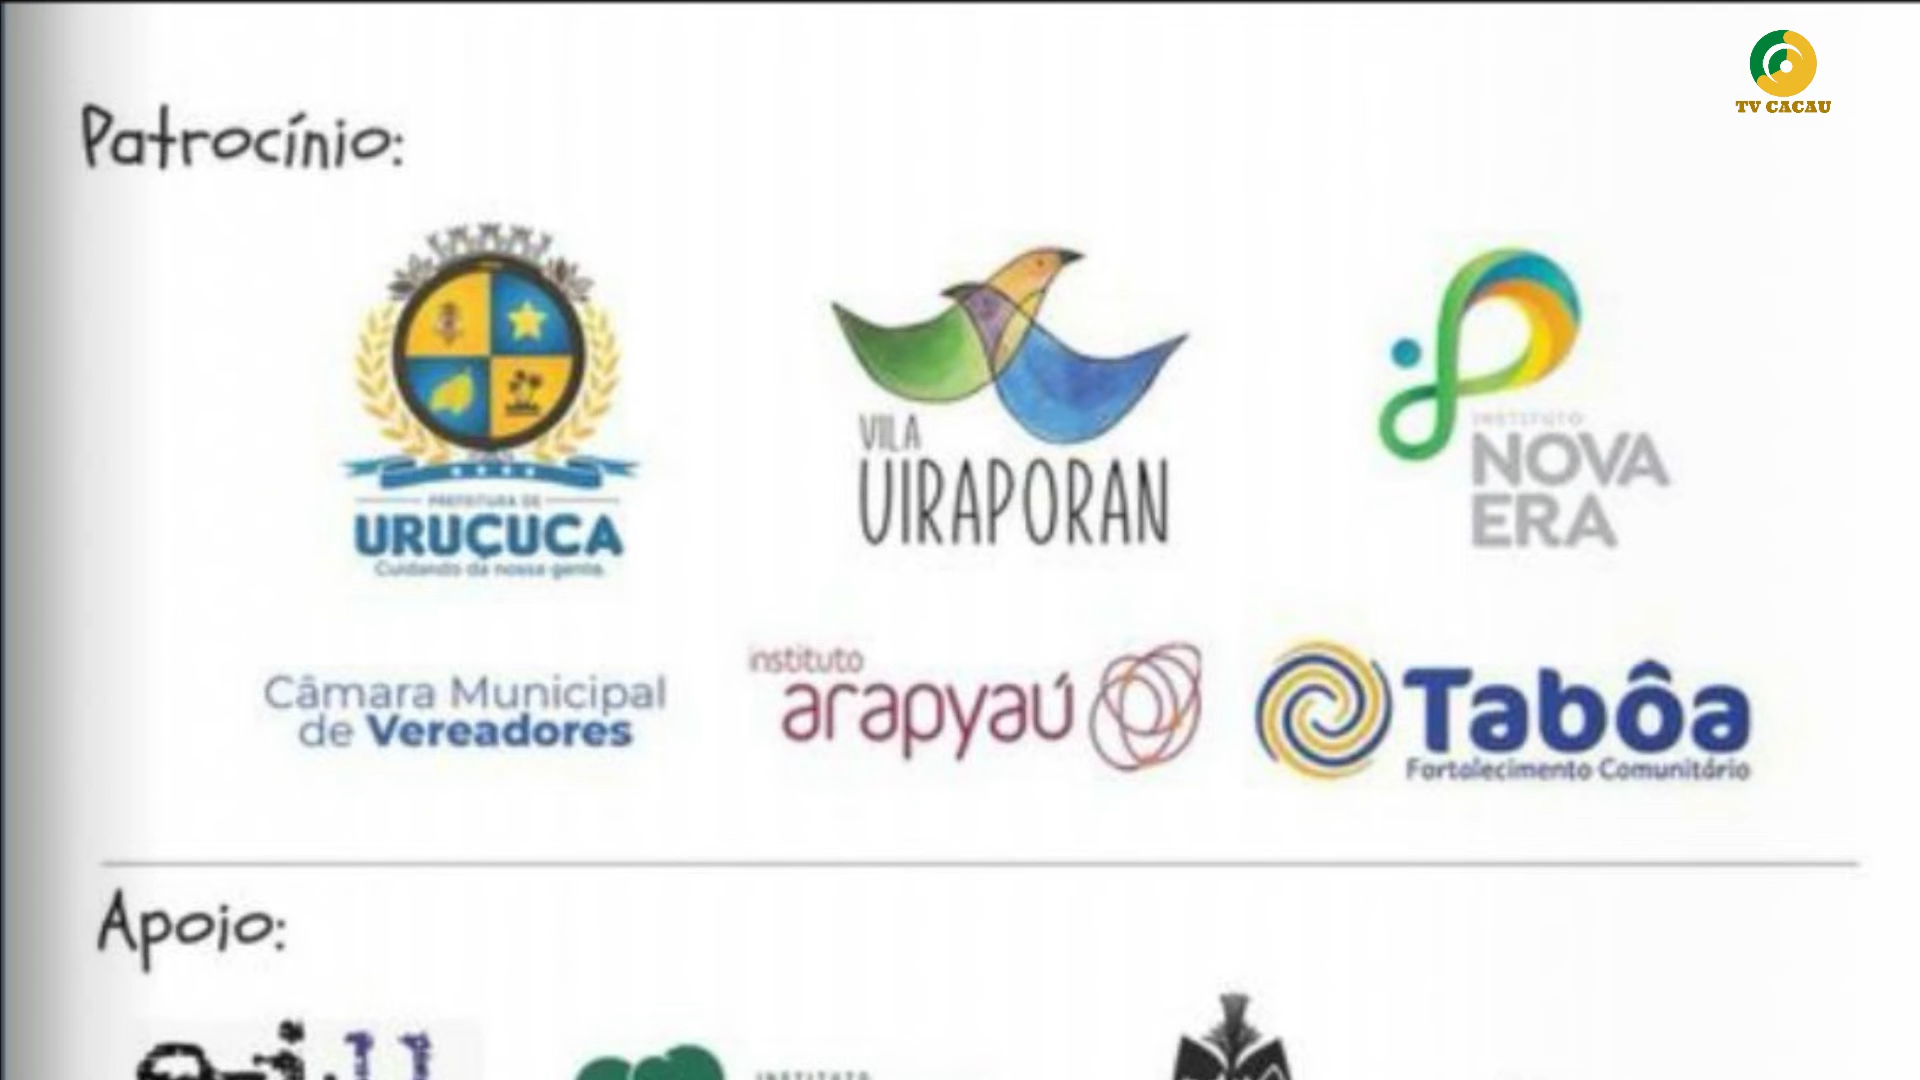 TV CACAU
Patrocínio:
PREFEITURA DE
URUÇUCA
Cuidando da nossa gente.
VILA
UIRAPORAN
INSTITUTO
NOVA
ERA
Câmara Municipal
de Vereadores
instituto
arapyaú
Tabôa
Fortalecimento Comunitário
Apoio:
INSTITUTO